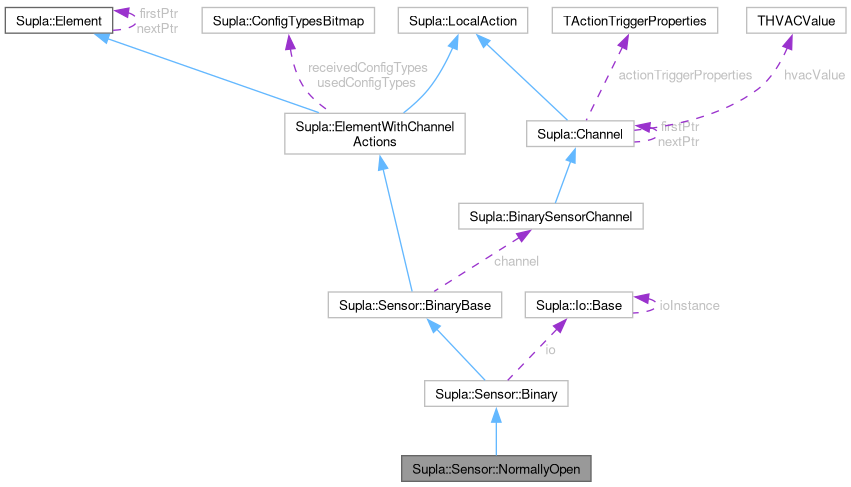 Supla::Element
firstPtr
nextPtr
Supla::ConfigTypesBitmap
Supla::LocalAction
TActionTriggerProperties
THVACValue
receivedConfigTypes
usedConfigTypes
actionTriggerProperties
hvacValue
Supla::ElementWithChannel
Actions
Supla::Channel
firstPtr
nextPtr
Supla::BinarySensorChannel
channel
Supla::Sensor::BinaryBase
Supla::Io::Base
ioInstance
io
Supla::Sensor::Binary
Supla::Sensor::NormallyOpen